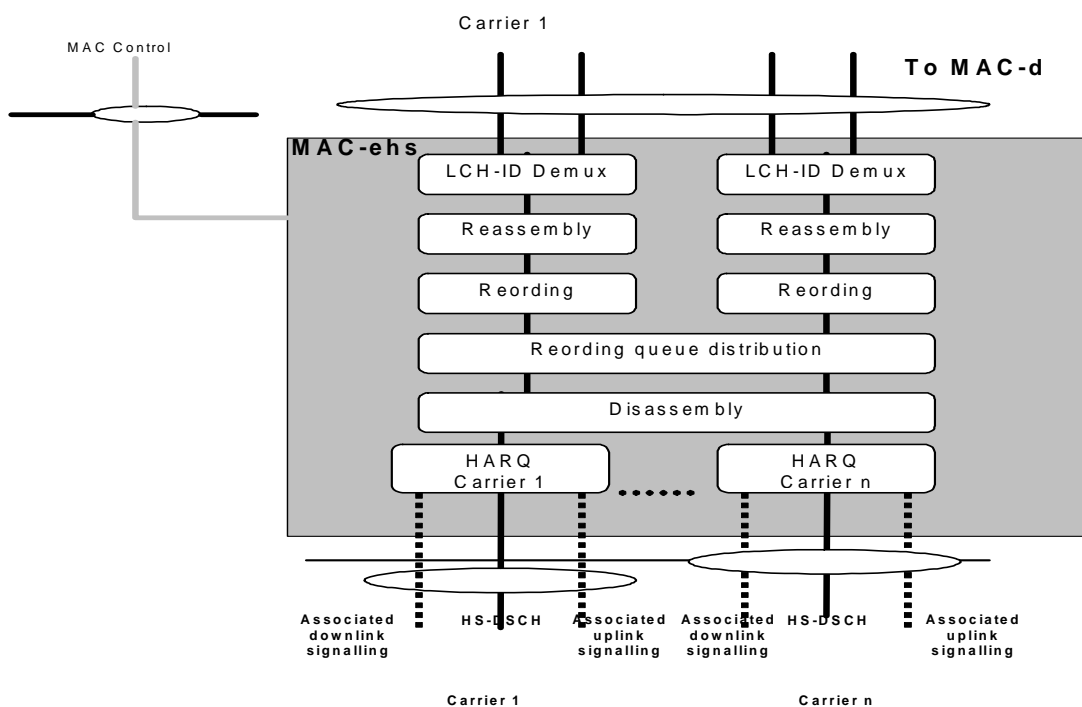 Carrier 1
MAC Control
To MAC-d
MAC-ehs
LCH-ID Demux
LCH-ID Demux
Reassembly
Reassembly
Reording
Reording
Reording queue distribution
Disassembly
HARQ
Carrier 1
HARQ
Carrier n
Associated
downlink
signalling
HS-DSCH
Associated
uplink
signalling
Associated
downlink
signalling
HS-DSCH
Associated
uplink
signalling
Carrier 1
Carrier n